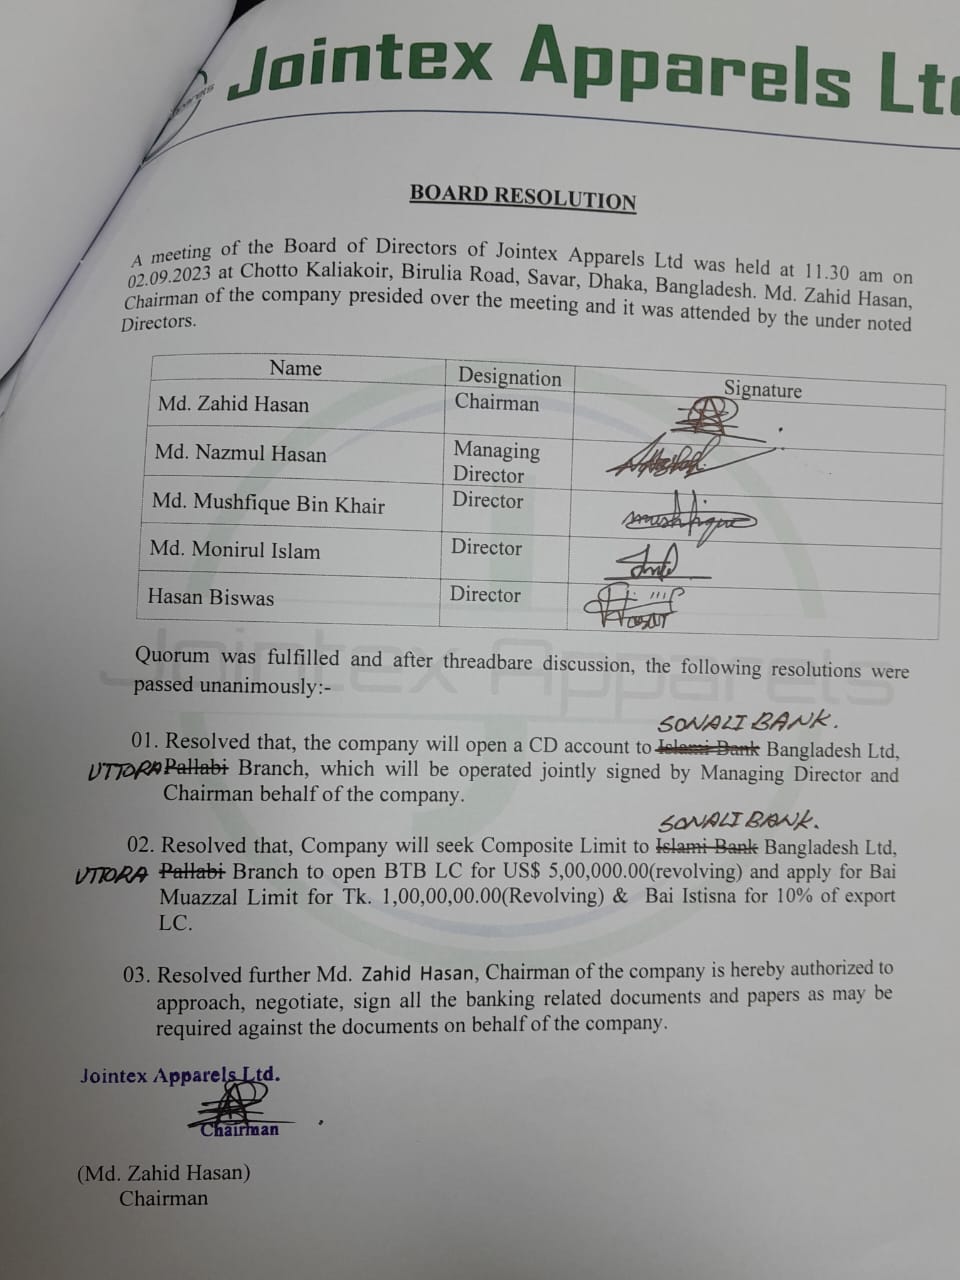 Jointex Apparels Lt
BOARD RESOLUTION
A meeting of the Board of Directors of Jointex Apparels Ltd was held at 11.30 am on
02.09.2023 at Chotto Kaliakoir, Birulia Road, Savar, Dhaka, Bangladesh. Md. Zahid Hasan,
Chairman of the company presided over the meeting and it was attended by the under noted
Directors.
Name Designation Signature
Md. Zahid Hasan Chairman
Md. Nazmul Hasan Managing
Director
Md. Mushfique Bin Khair Director mushfique
Md. Monirul Islam Director
Hasan Biswas Director
Jointex Apparels
Quorum was fulfilled and after threadbare discussion, the following resolutions were
passed unanimously:-
SONALI BANK.
01. Resolved that, the company will open a CD account to Islami Bank Bangladesh Ltd,
UTTORA Pallabi Branch, which will be operated jointly signed by Managing Director and
Chairman behalf of the company.
SONALI BANK.
02. Resolved that, Company will seek Composite Limit to Islami Bank Bangladesh Ltd,
UTTORA Pallabi Branch to open BTB LC for US$ 5,00,000.00(revolving) and apply for Bai
Muazzal Limit for Tk. 1,00,00,00.00(Revolving) & Bai Istisna for 10% of export
LC.
03. Resolved further Md. Zahid Hasan, Chairman of the company is hereby authorized to
approach, negotiate, sign all the banking related documents and papers as may be
required against the documents on behalf of the company.
Jointex Apparels Ltd.
Chairman
(Md. Zahid Hasan)
Chairman